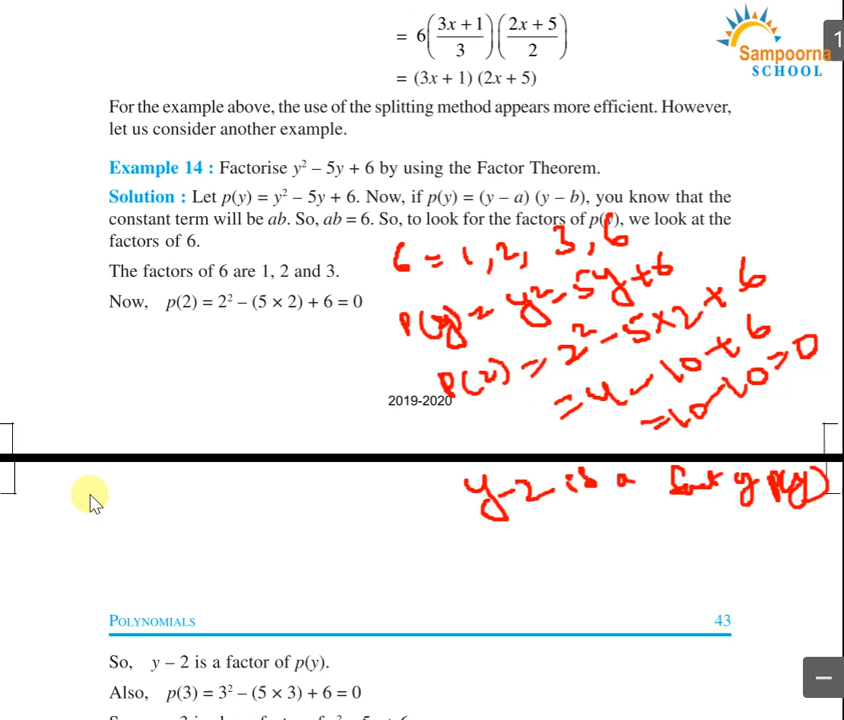 = 6(3x + 1/3)(2x + 5/2)
= (3x + 1) (2x + 5)
Sampoorna
SCHOOL
1
For the example above, the use of the splitting method appears more efficient. However,
let us consider another example.
Example 14 : Factorise y² – 5y + 6 by using the Factor Theorem.
Solution : Let p(y) = y² – 5y + 6. Now, if p(y) = (y – a) (y – b), you know that the
constant term will be ab. So, ab = 6. So, to look for the factors of p(y), we look at the
factors of 6.
6 = 1, 2, 3, 6
The factors of 6 are 1, 2 and 3.
Now, p(2) = 2² – (5 × 2) + 6 = 0
P(y) = y² - 5y + 6
P(2) = 2² - 5 × 2 + 6
= 4 - 10 + 6
= 10 - 10 = 0
2019-2020
y - 2 is a of P(y)
POLYNOMIALS
43
So, y – 2 is a factor of p(y).
Also, p(3) = 3² – (5 × 3) + 6 = 0